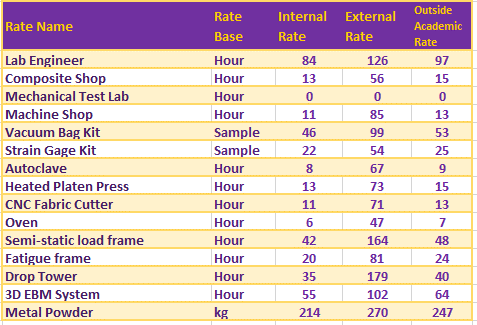 Rate Name Rate Base Internal Rate External Rate Outside Academic Rate
Lab Engineer Hour 84 126 97
Composite Shop Hour 13 56 15
Mechanical Test Lab Hour 0 0 0
Machine Shop Hour 11 85 13
Vacuum Bag Kit Sample 46 99 53
Strain Gage Kit Sample 22 54 25
Autoclave Hour 8 67 9
Heated Platen Press Hour 13 73 15
CNC Fabric Cutter Hour 11 71 13
Oven Hour 6 47 7
Semi-static load frame Hour 42 164 48
Fatigue frame Hour 20 81 24
Drop Tower Hour 35 179 40
3D EBM System Hour 55 102 64
Metal Powder kg 214 270 247